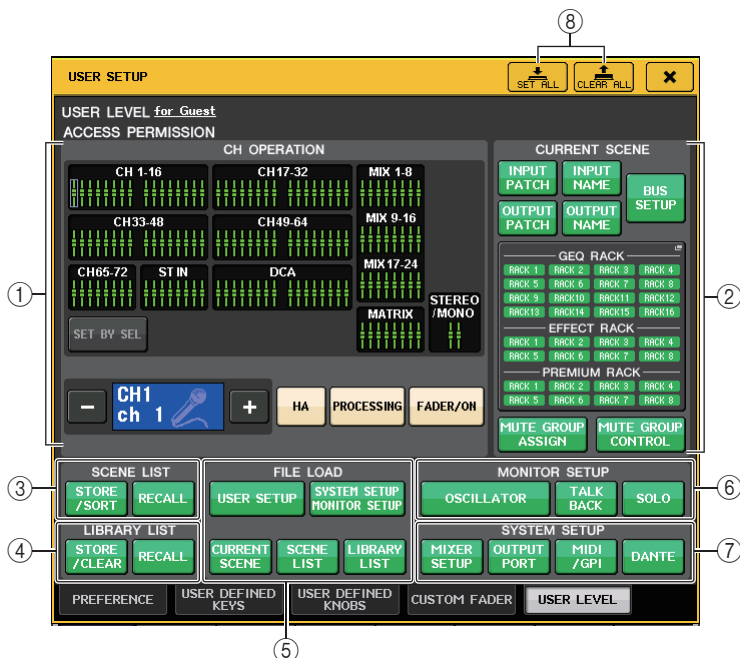 ⑧
USER SETUP
SET ALL
CLEAR ALL
USER LEVEL for Guest
ACCESS PERMISSION
①
CH OPERATION
CH 1-16
CH17-32
MIX 1-8
CH33-48
CH49-64
MIX 9-16
CH65-72
ST IN
DCA
MIX17-24
STEREO
/MONO
MATRIX
SET BY SEL
−
CH1
ch 1
+
HA
PROCESSING
FADER/ON
②
CURRENT SCENE
INPUT
PATCH
INPUT
NAME
BUS
SETUP
OUTPUT
PATCH
OUTPUT
NAME
GEQ RACK
RACK 1 RACK 2 RACK 3 RACK 4
RACK 5 RACK 6 RACK 7 RACK 8
RACK 9 RACK10 RACK11 RACK12
RACK13 RACK14 RACK15 RACK16
EFFECT RACK
RACK 1 RACK 2 RACK 3 RACK 4
RACK 5 RACK 6 RACK 7 RACK 8
PREMIUM RACK
RACK 1 RACK 2 RACK 3 RACK 4
RACK 5 RACK 6 RACK 7 RACK 8
MUTE GROUP
ASSIGN
MUTE GROUP
CONTROL
③
SCENE LIST
STORE
/SORT
RECALL
④
LIBRARY LIST
STORE
/CLEAR
RECALL
FILE LOAD
USER SETUP
SYSTEM SETUP
MONITOR SETUP
CURRENT
SCENE
SCENE
LIST
LIBRARY
LIST
⑤
MONITOR SETUP
OSCILLATOR
TALK
BACK
SOLO
⑥
SYSTEM SETUP
MIXER
SETUP
OUTPUT
PORT
MIDI
/GPI
DANTE
⑦
PREFERENCE
USER DEFINED
KEYS
USER DEFINED
KNOBS
CUSTOM FADER
USER LEVEL